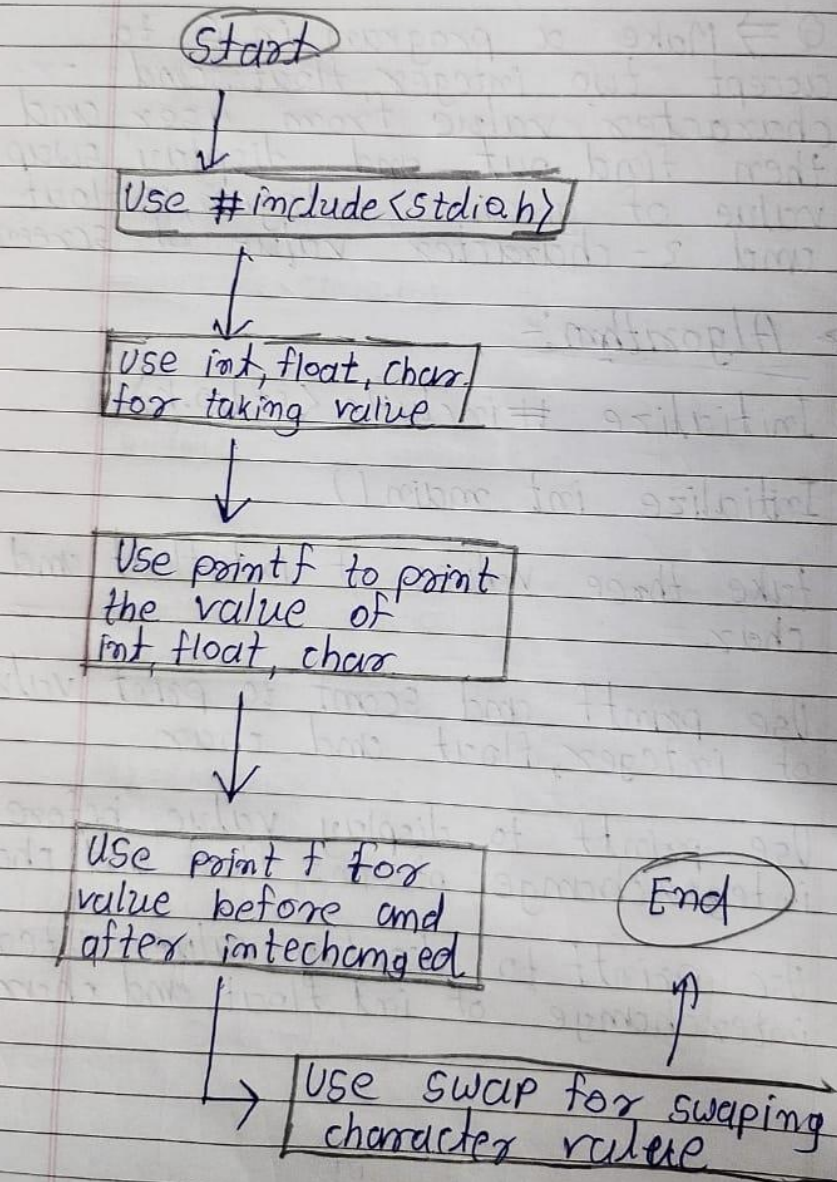 Start
Use #include<stdio.h>
Use int, float, char
for taking value
Use printf to print
the value of
int, float, char
Use print f for
value before and
after intechanged
End
Use swap for swaping
character value